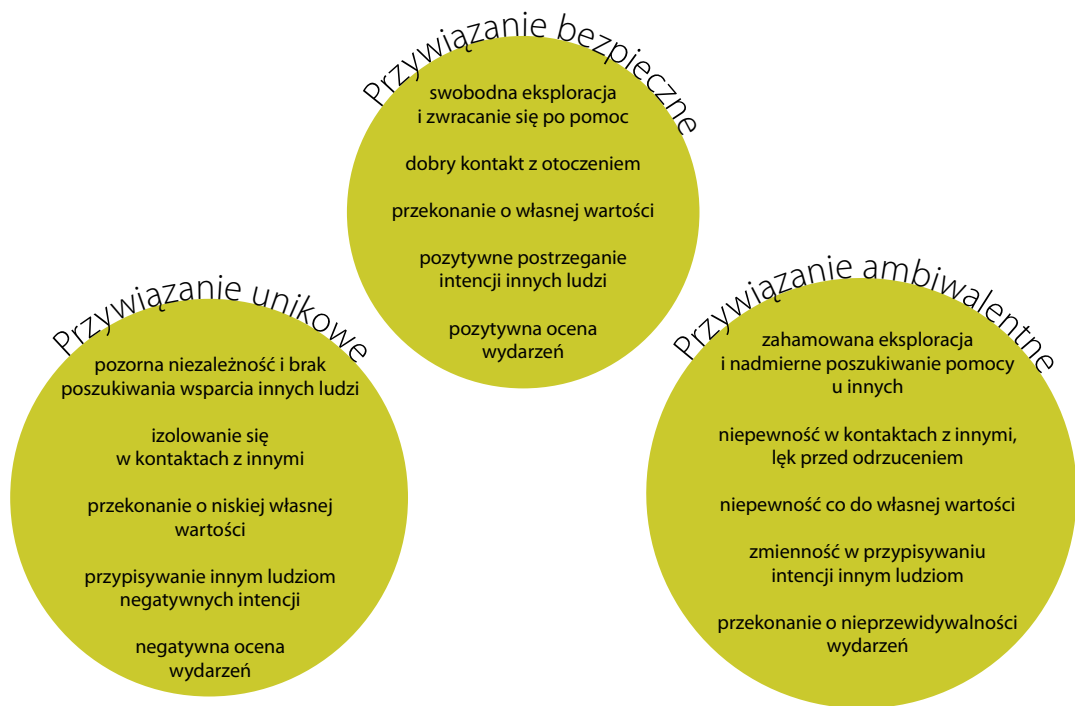 Przywiązanie bezpieczne
swobodna eksploracja
i zwracanie się po pomoc
dobry kontakt z otoczeniem
przekonanie o własnej wartości
pozytywne postrzeganie
intencji innych ludzi
pozytywna ocena
wydarzeń
Przywiązanie unikowe
pozorna niezależność i brak
poszukiwania wsparcia innych ludzi
izolowanie się
w kontaktach z innymi
przekonanie o niskiej własnej
wartości
przypisywanie innym ludziom
negatywnych intencji
negatywna ocena
wydarzeń
Przywiązanie ambiwalentne
zahamowana eksploracja
i nadmierne poszukiwanie pomocy
u innych
niepewność w kontaktach z innymi,
lęk przed odrzuceniem
niepewność co do własnej wartości
zmienność w przypisywaniu
intencji innym ludziom
przekonanie o nieprzewidywalności
wydarzeń